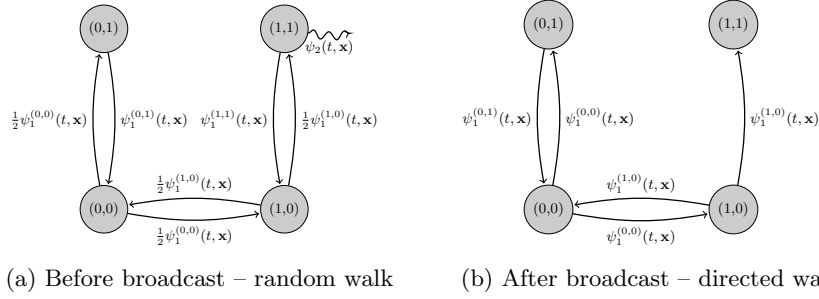 (0,1) (1,1)
ψ₂(t, 𝐱)
½ψ₁⁽⁰,⁰⁾(t, 𝐱) ψ₁⁽⁰,¹⁾(t, 𝐱) ψ₁⁽¹,¹⁾(t, 𝐱) ½ψ₁⁽¹,⁰⁾(t, 𝐱)
½ψ₁⁽¹,⁰⁾(t, 𝐱)
(0,0) (1,0)
½ψ₁⁽⁰,⁰⁾(t, 𝐱)
(a) Before broadcast – random walk
(0,1) (1,1)
ψ₁⁽⁰,¹⁾(t, 𝐱) ψ₁⁽⁰,⁰⁾(t, 𝐱) ψ₁⁽¹,⁰⁾(t, 𝐱
ψ₁⁽¹,⁰⁾(t, 𝐱)
(0,0) (1,0)
ψ₁⁽⁰,⁰⁾(t, 𝐱)
(b) After broadcast – directed wa